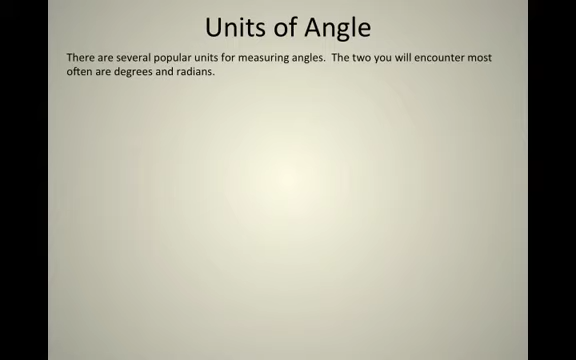 Units of Angle
There are several popular units for measuring angles.  The two you will encounter most
often are degrees and radians.